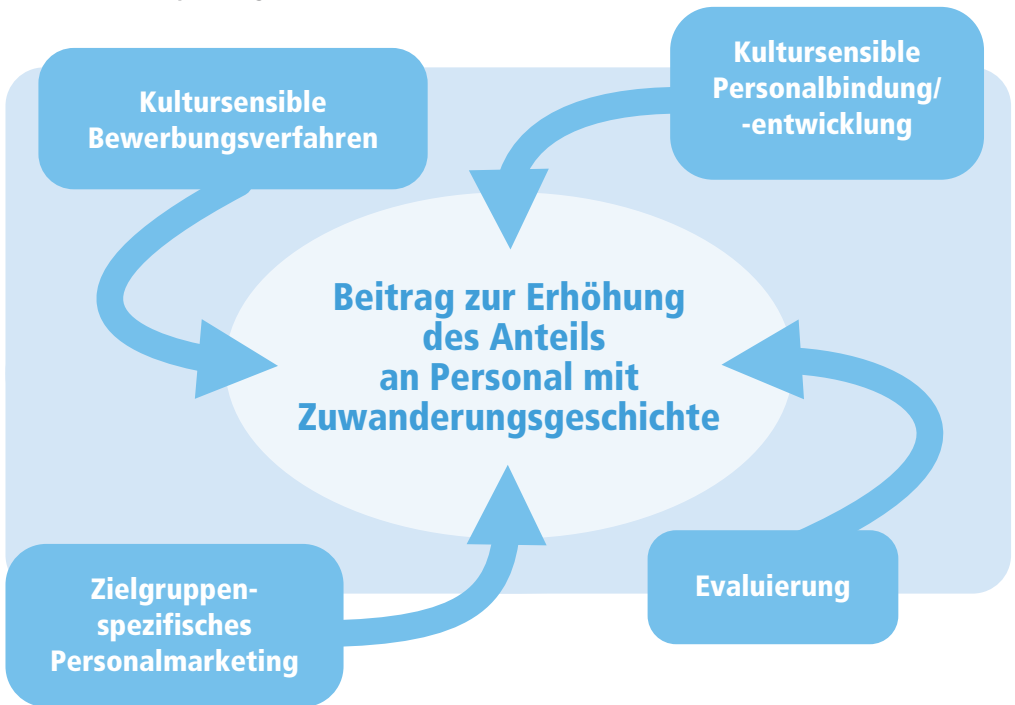 Kultursensible
Bewerbungsverfahren
Kultursensible
Personalbindung/
-entwicklung
Beitrag zur Erhöhung
des Anteils
an Personal mit
Zuwanderungsgeschichte
Zielgruppen-
spezifisches
Personalmarketing
Evaluierung